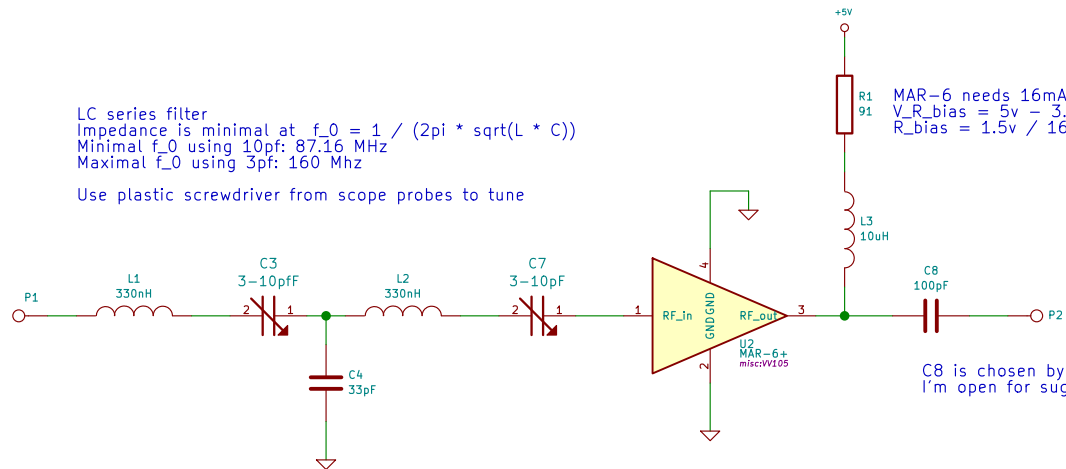 +5V
R1
91
MAR-6 needs 16mA
V_R_bias = 5v - 3.
R_bias = 1.5v / 16
LC series filter
Impedance is minimal at  f_0 = 1 / (2pi * sqrt(L * C))
Minimal f_0 using 10pf: 87.16 MHz
Maximal f_0 using 3pf: 160 Mhz
Use plastic screwdriver from scope probes to tune
L3
10uH
P1
L1
330nH
C3
3-10pfF
2
1
L2
330nH
C7
3-10pF
2
1
1
RF_in
4
GND
GND
2
RF_out
3
U2
MAR-6+
misc:VV105
C8
100pF
P2
C4
33pF
C8 is chosen by
I'm open for sug